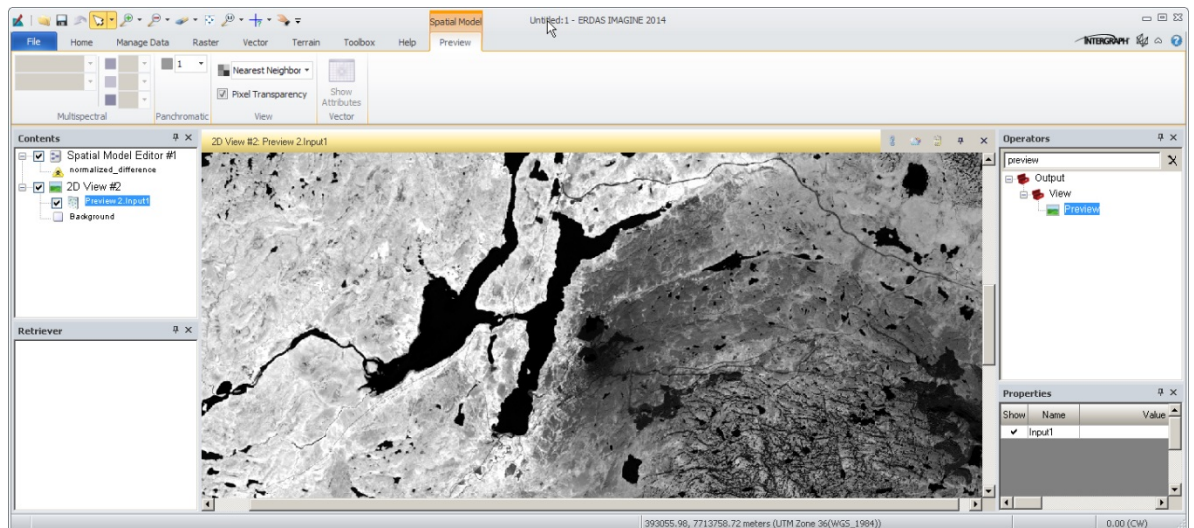 Spatial Model
Untitled:1 - ERDAS IMAGINE 2014
File Home Manage Data Raster Vector Terrain Toolbox Help Preview
INTERGRAPH
1
Nearest Neighbor
Pixel Transparency
Show
Attributes
Multispectral Panchromatic View Vector
Contents
Spatial Model Editor #1
normalized_difference
2D View #2
Preview 2.Input1
Background
Retriever
2D View #2: Preview 2.Input1
Operators
preview
Output
View
Preview
Properties
Show Name Value
Input1
393055.98, 7713758.72 meters (UTM Zone 36(WGS_1984))
0.00 (CW)